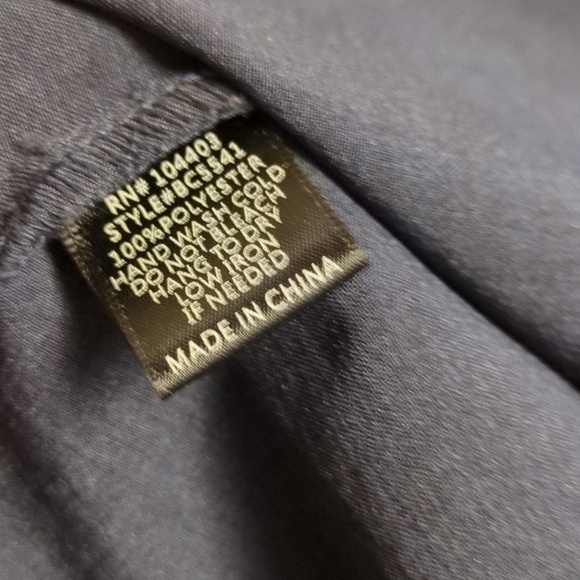 RN# 104403
STYLE#BC3541
100%POLYESTER
HAND WASH COLD
DO NOT BLEACH
HANG TO DRY
LOW IRON
IF NEEDED
MADE IN CHINA